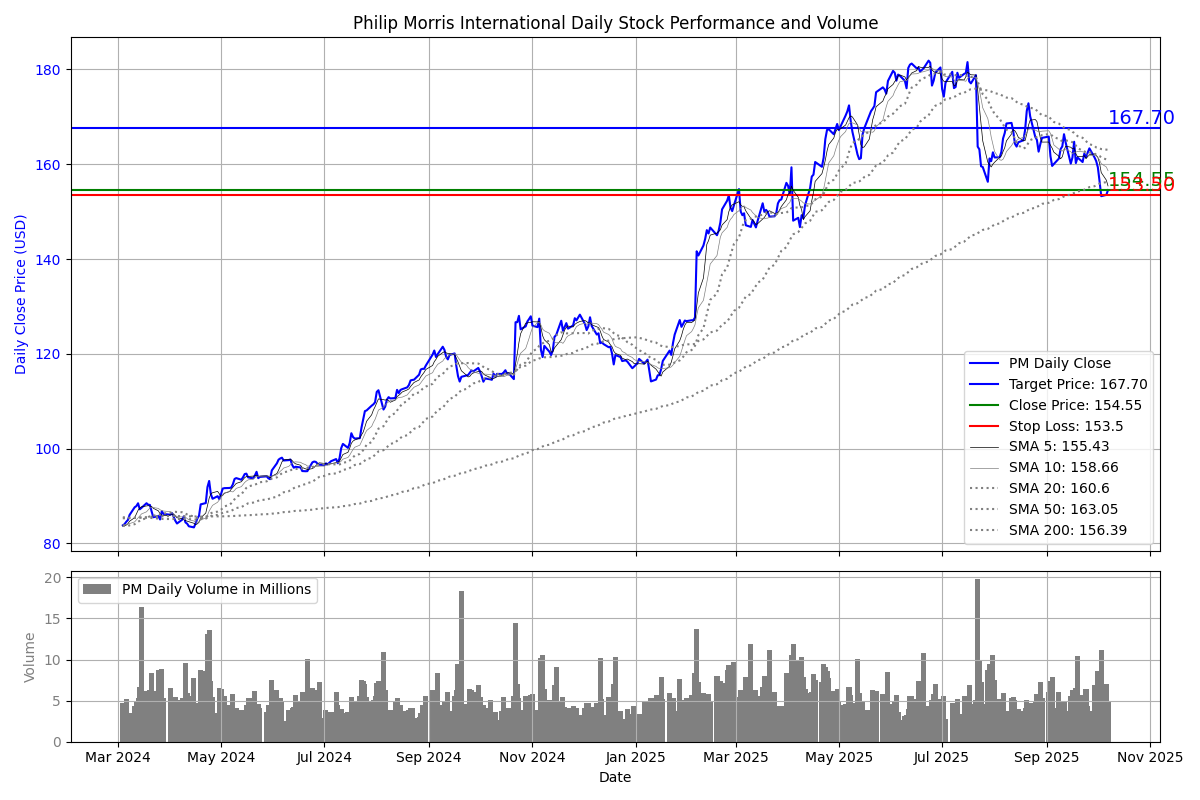 Philip Morris International Daily Stock Performance and Volume
Daily Close Price (USD)
180
160
140
120
100
80
167.70
154.55
153.50
PM Daily Close
Target Price: 167.70
Close Price: 154.55
Stop Loss: 153.5
SMA 5: 155.43
SMA 10: 158.66
SMA 20: 160.6
SMA 50: 163.05
SMA 200: 156.39
Volume
20
15
10
5
0
PM Daily Volume in Millions
Mar 2024 May 2024 Jul 2024 Sep 2024 Nov 2024 Jan 2025 Mar 2025 May 2025 Jul 2025 Sep 2025 Nov 2025
Date